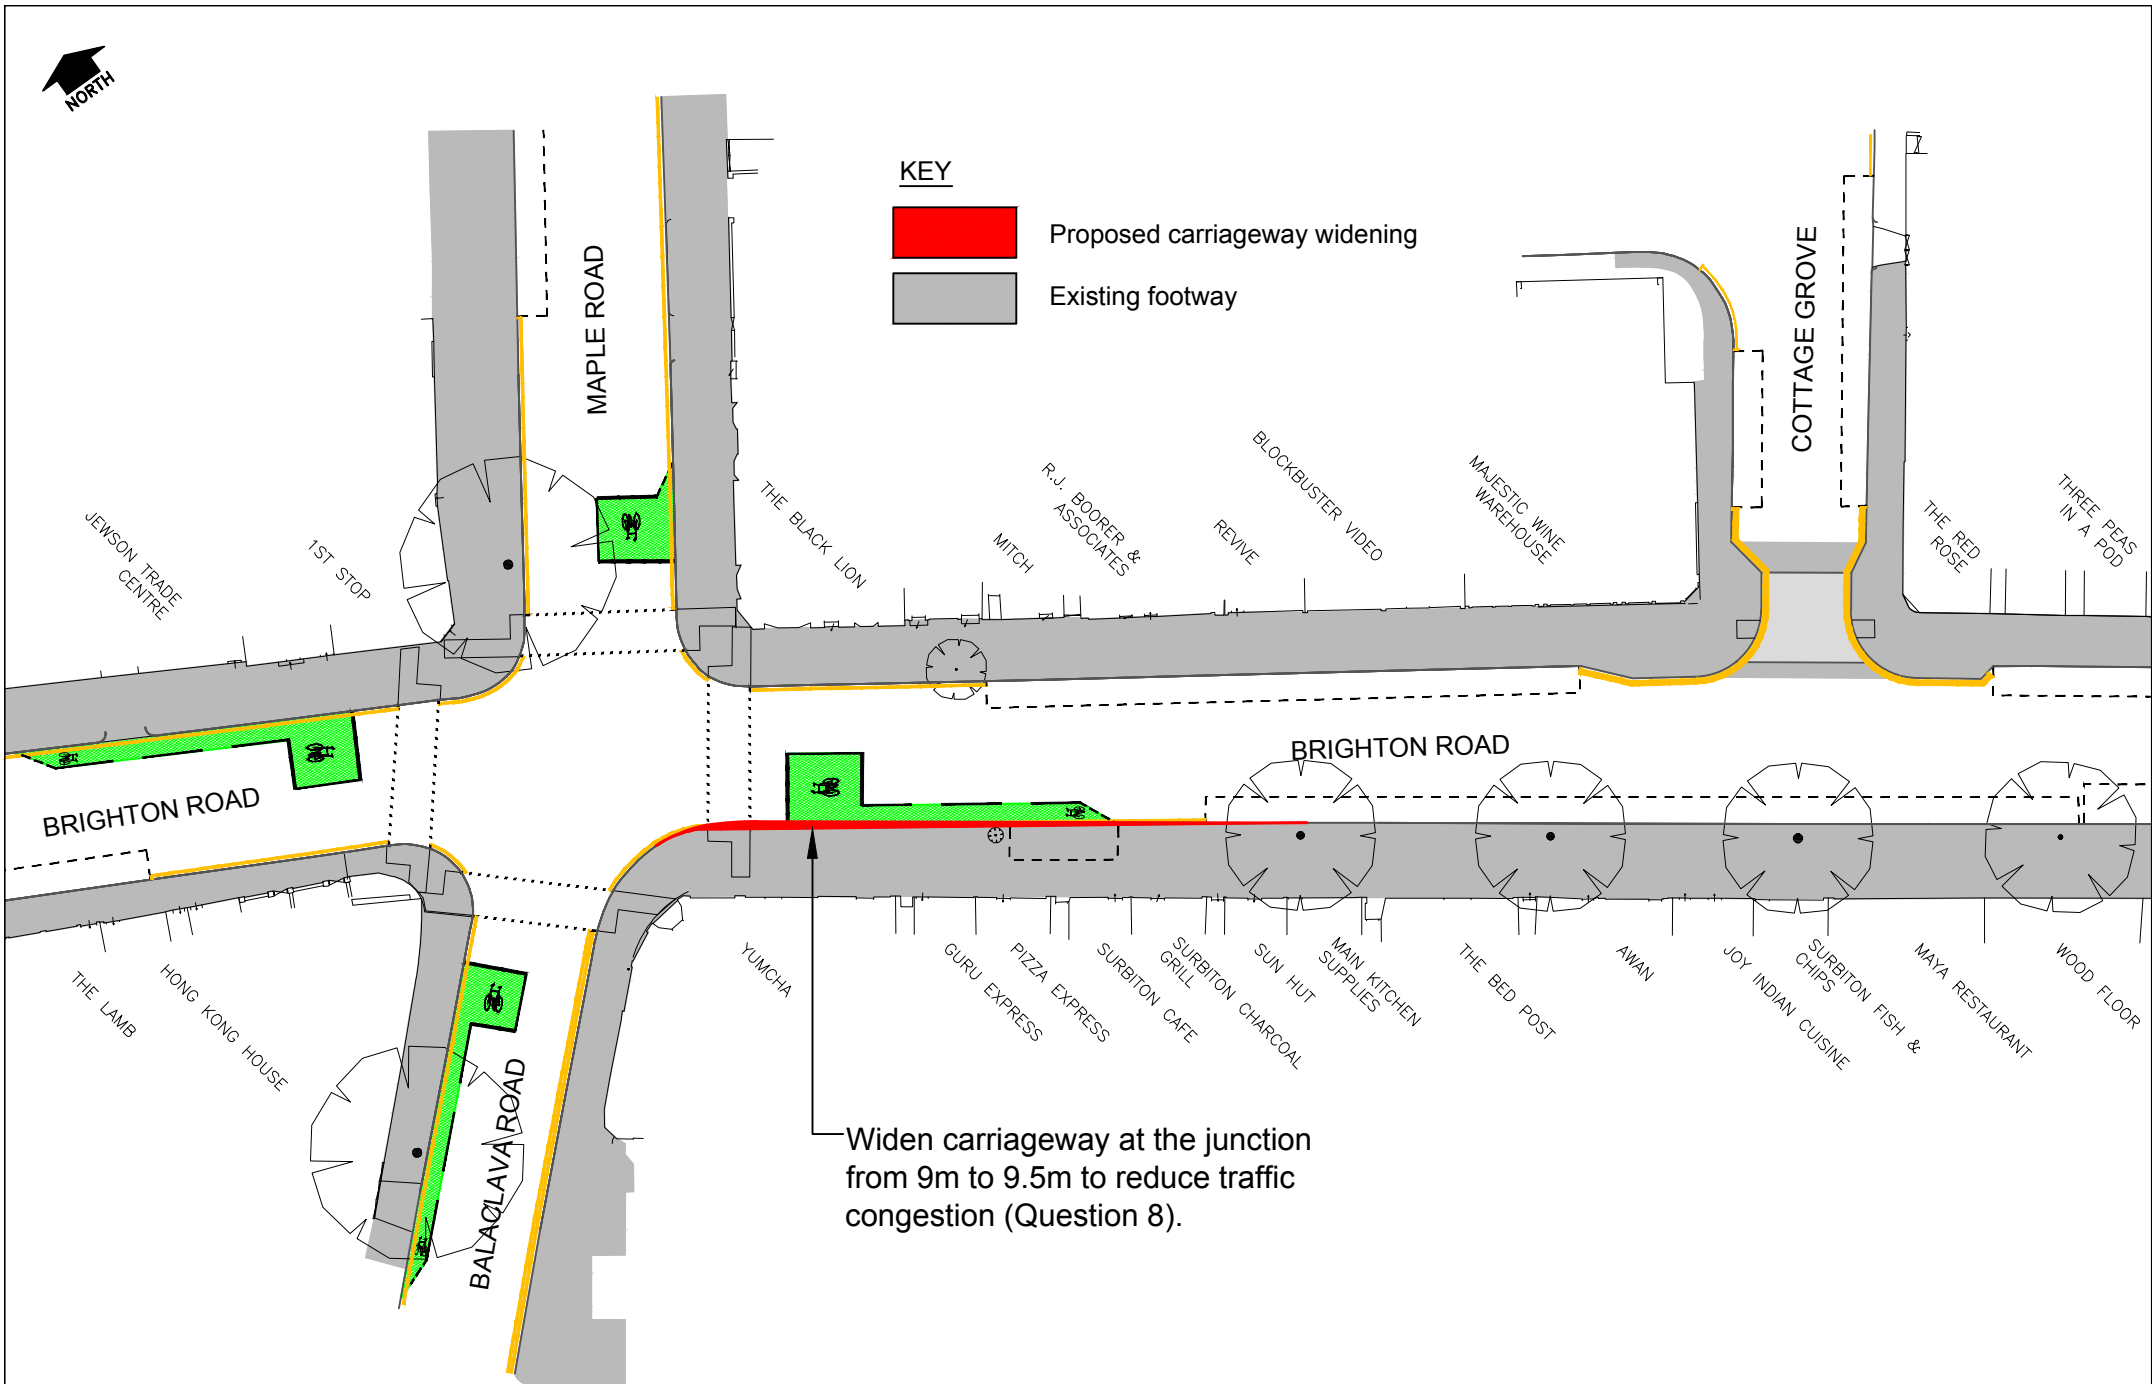 NORTH
KEY
Proposed carriageway widening
Existing footway
MAPLE ROAD
COTTAGE GROVE
JEWSON TRADE
CENTRE
1ST STOP
THE BLACK LION
MITCH
R.J. BOORER &
ASSOCIATES
REVIVE
BLOCKBUSTER VIDEO
MAJESTIC WINE
WAREHOUSE
THE RED
ROSE
THREE PEAS
IN A POD
BRIGHTON ROAD
BRIGHTON ROAD
THE LAMB
HONG KONG HOUSE
BALACLAVA ROAD
YUMCHA
GURU EXPRESS
PIZZA EXPRESS
SURBITON CAFE
SURBITON CHARCOAL
GRILL
SUN HUT
MAIN KITCHEN
SUPPLIES
THE BED POST
AWAN
JOY INDIAN CUISINE
SURBITON FISH &
CHIPS
MAYA RESTAURANT
WOOD FLOOR
Widen carriageway at the junction
from 9m to 9.5m to reduce traffic
congestion (Question 8).